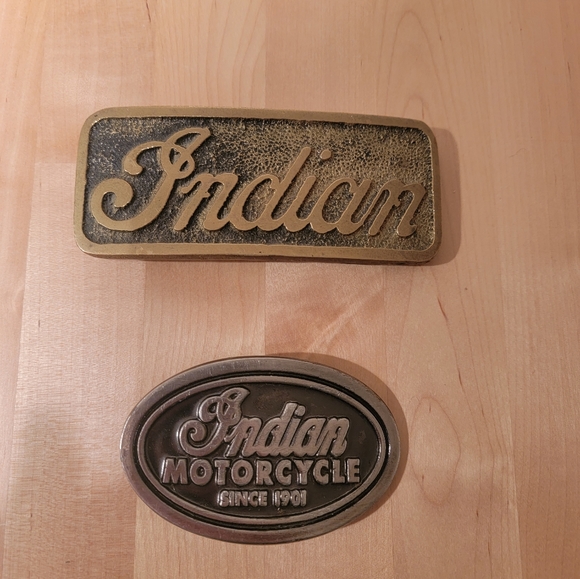 Indian
Indian
MOTORCYCLE
SINCE 1901